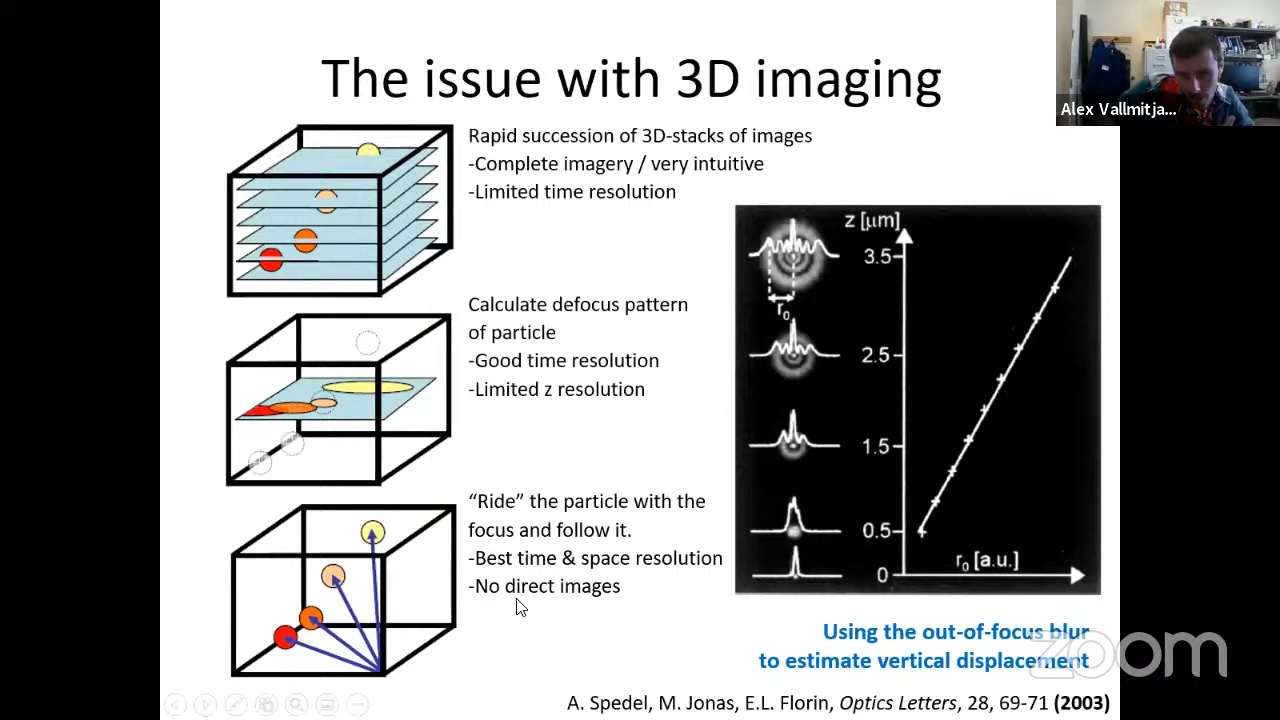 The issue with 3D imaging
Alex Vallmitja...
Rapid succession of 3D-stacks of images
-Complete imagery / very intuitive
-Limited time resolution
Calculate defocus pattern
of particle
-Good time resolution
-Limited z resolution
“Ride” the particle with the
focus and follow it.
-Best time & space resolution
-No direct images
z [μm]
3.5
2.5
1.5
0.5
0
r₀
r₀ [a.u.]
Using the out-of-focus blur
to estimate vertical displacement
zoom
A. Spedel, M. Jonas, E.L. Florin, Optics Letters, 28, 69-71 (2003)